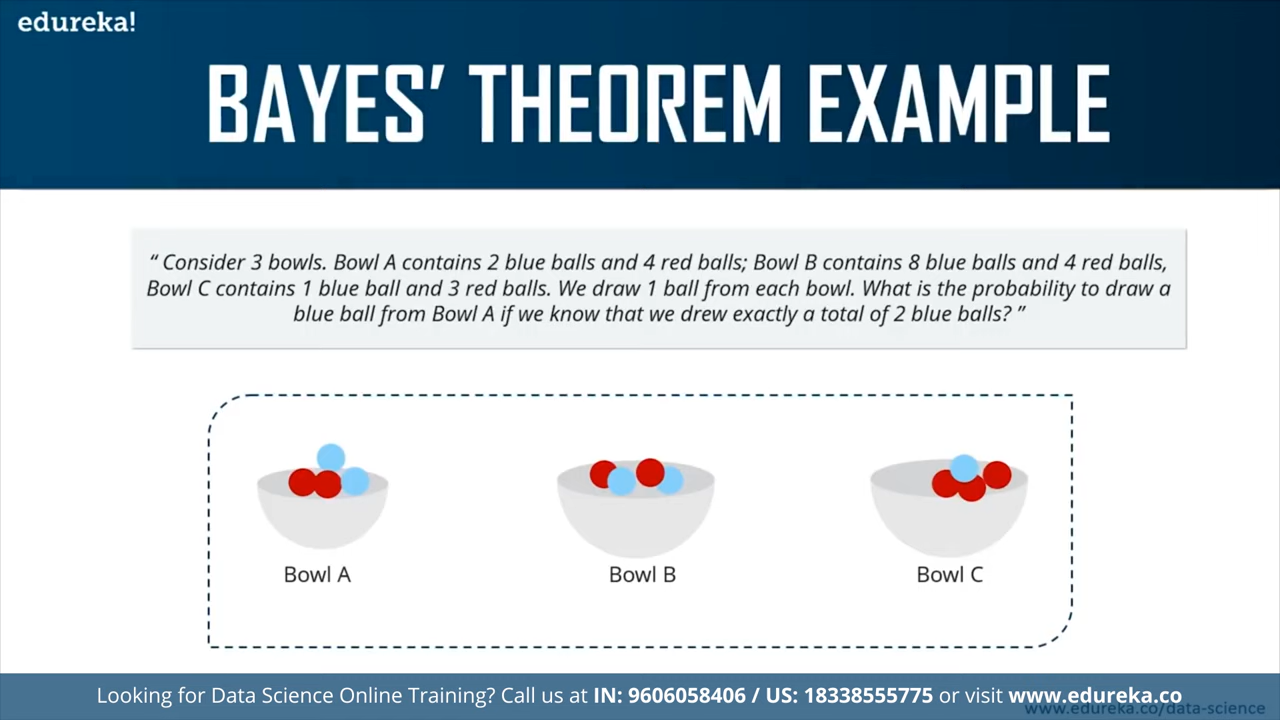 edureka!
BAYES’ THEOREM EXAMPLE
“ Consider 3 bowls. Bowl A contains 2 blue balls and 4 red balls; Bowl B contains 8 blue balls and 4 red balls,
Bowl C contains 1 blue ball and 3 red balls. We draw 1 ball from each bowl. What is the probability to draw a
blue ball from Bowl A if we know that we drew exactly a total of 2 blue balls? ”
Bowl A
Bowl B
Bowl C
Looking for Data Science Online Training? Call us at IN: 9606058406 / US: 18338555775 or visit www.edureka.co
www.edureka.co/data-science